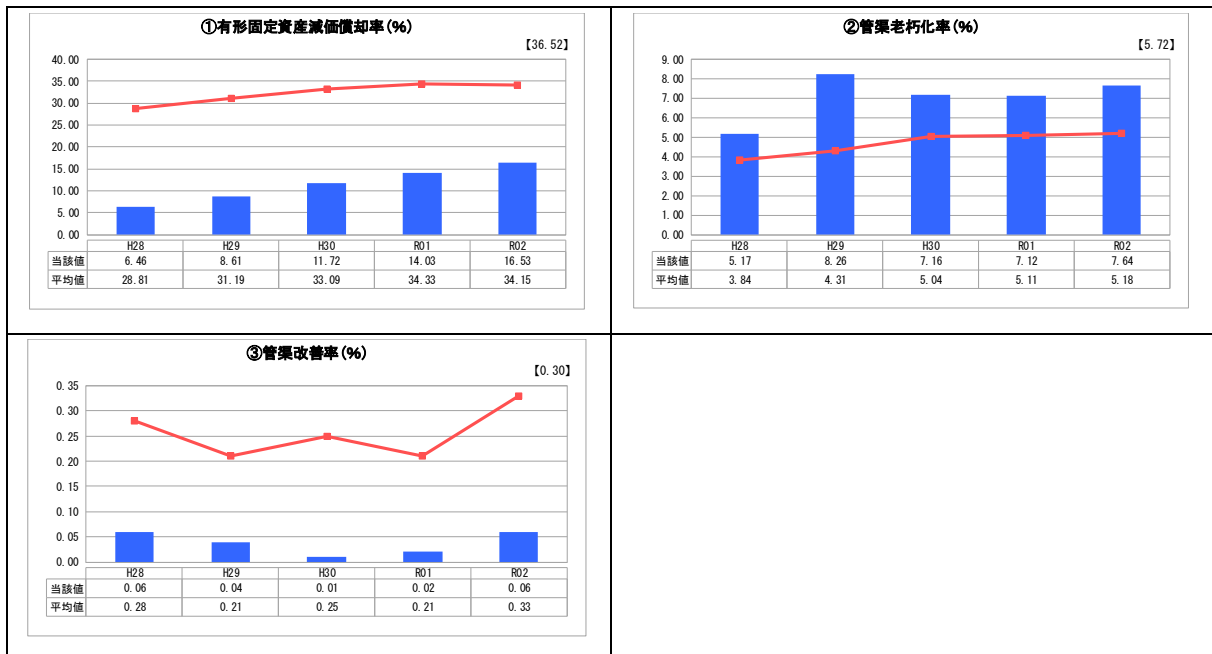 ①有形固定資産減価償却率(%)
【36.52】
40.00
35.00
30.00
25.00
20.00
15.00
10.00
5.00
0.00
H28 H29 H30 R01 R02
当該値 6.46 8.61 11.72 14.03 16.53
平均値 28.81 31.19 33.09 34.33 34.15
②管渠老朽化率(%)
【5.72】
9.00
8.00
7.00
6.00
5.00
4.00
3.00
2.00
1.00
0.00
H28 H29 H30 R01 R02
当該値 5.17 8.26 7.16 7.12 7.64
平均値 3.84 4.31 5.04 5.11 5.18
③管渠改善率(%)
【0.30】
0.35
0.30
0.25
0.20
0.15
0.10
0.05
0.00
H28 H29 H30 R01 R02
当該値 0.06 0.04 0.01 0.02 0.06
平均値 0.28 0.21 0.25 0.21 0.33